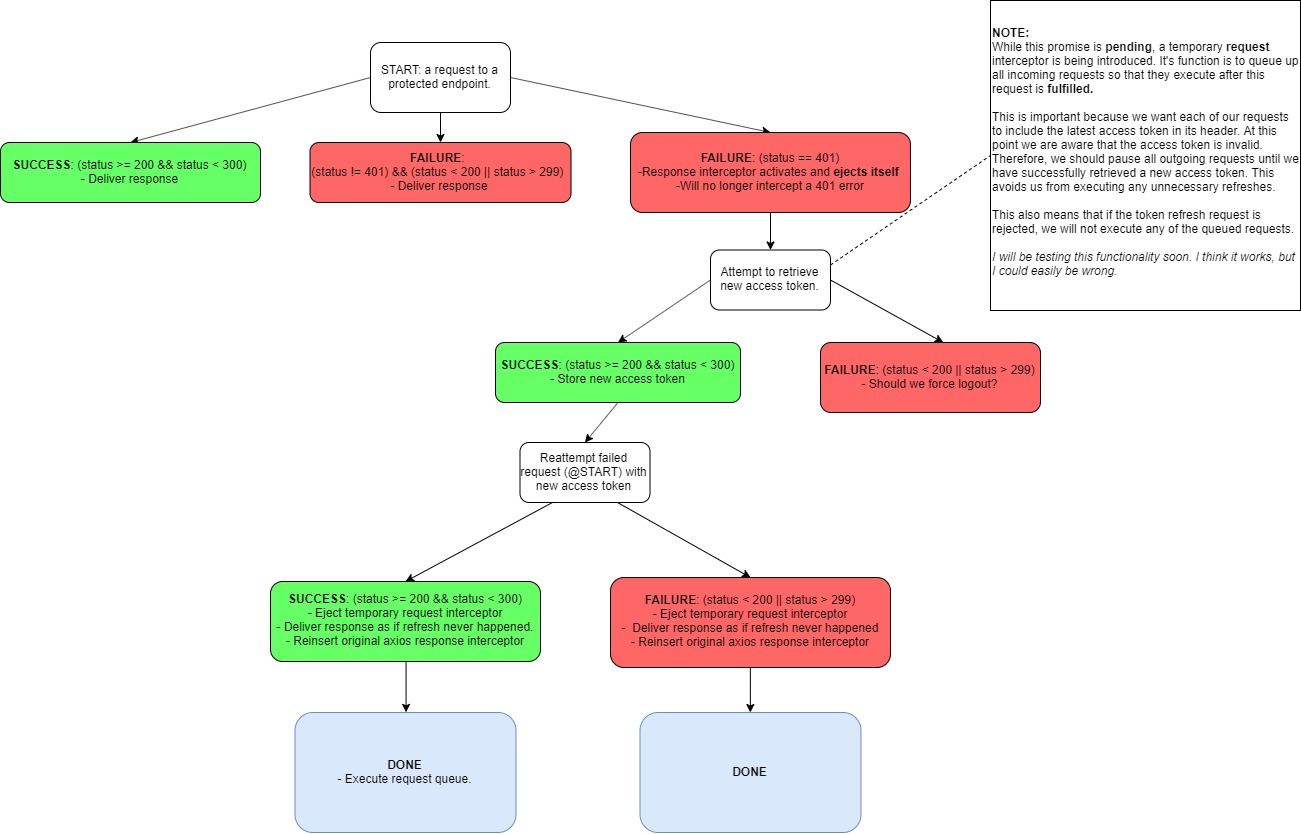 NOTE:
While this promise is pending, a temporary request
interceptor is being introduced. It's function is to queue up
all incoming requests so that they execute after this
request is fulfilled.
This is important because we want each of our requests
to include the latest access token in its header. At this
point we are aware that the access token is invalid.
Therefore, we should pause all outgoing requests until we
have successfully retrieved a new access token. This
avoids us from executing any unnecessary refreshes.
This also means that if the token refresh request is
rejected, we will not execute any of the queued requests.
I will be testing this functionality soon. I think it works, but
I could easily be wrong.
START: a request to a
protected endpoint.
SUCCESS: (status >= 200 && status < 300)
- Deliver response
FAILURE:
(status != 401) && (status < 200 || status > 299)
- Deliver response
FAILURE: (status == 401)
-Response interceptor activates and ejects itself
-Will no longer intercept a 401 error
Attempt to retrieve
new access token.
SUCCESS: (status >= 200 && status < 300)
- Store new access token
FAILURE: (status < 200 || status > 299)
- Should we force logout?
Reattempt failed
request (@START) with
new access token
SUCCESS: (status >= 200 && status < 300)
- Eject temporary request interceptor
- Deliver response as if refresh never happened.
- Reinsert original axios response interceptor
FAILURE: (status < 200 || status > 299)
- Eject temporary request interceptor
- Deliver response as if refresh never happened
- Reinsert original axios response interceptor
DONE
- Execute request queue.
DONE